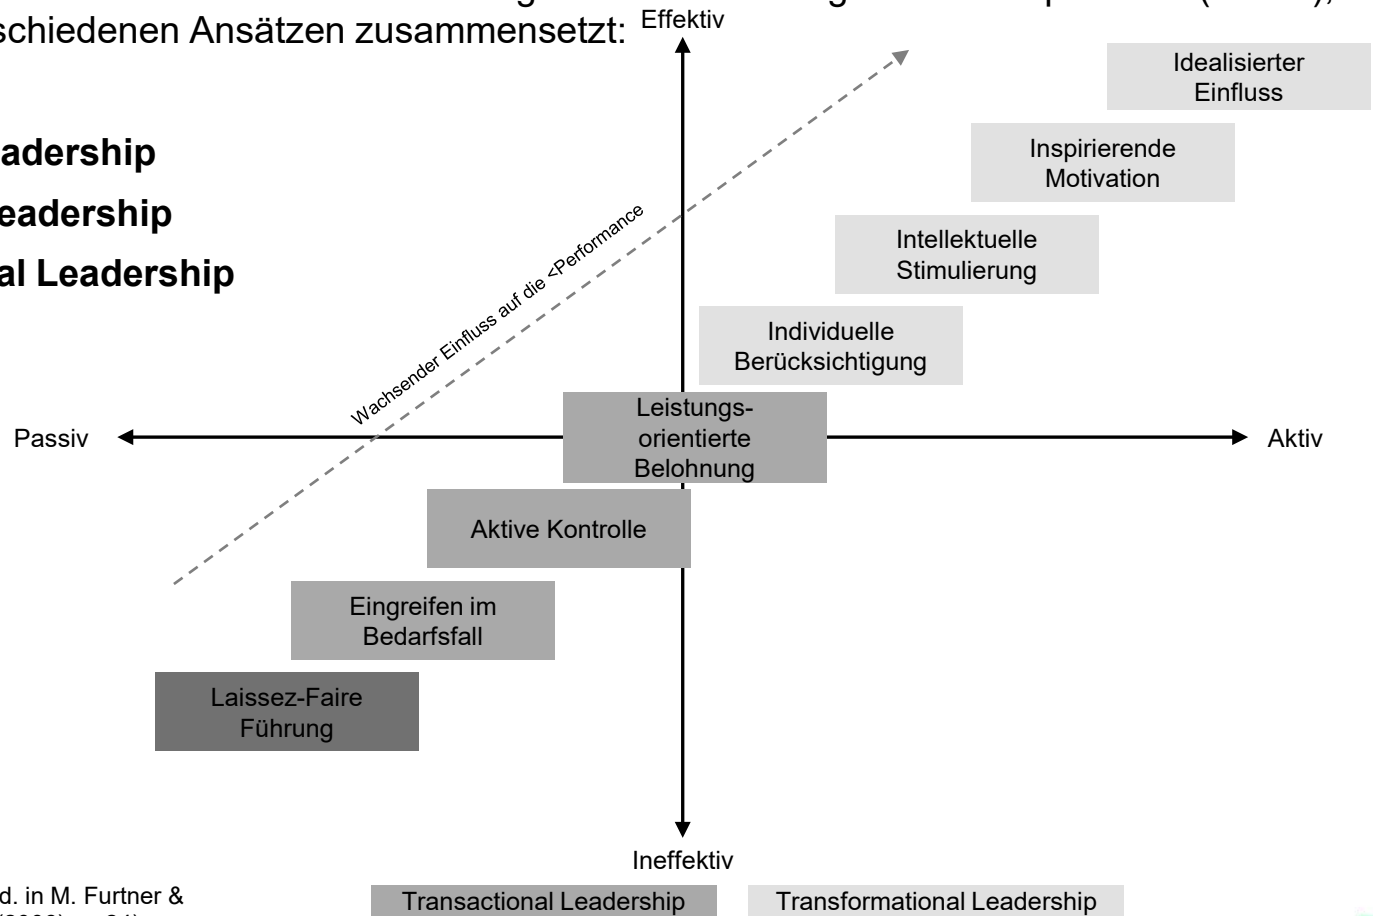 schiedenen Ansätzen zusammensetzt:
Effektiv
adership
eadership
al Leadership
Idealisierter
Einfluss
Inspirierende
Motivation
Intellektuelle
Stimulierung
Individuelle
Berücksichtigung
Wachsender Einfluss auf die <Performance
Leistungs-
orientierte
Belohnung
Passiv
Aktiv
Aktive Kontrolle
Eingreifen im
Bedarfsfall
Laissez-Faire
Führung
Ineffektiv
d. in M. Furtner &
Transactional Leadership
Transformational Leadership